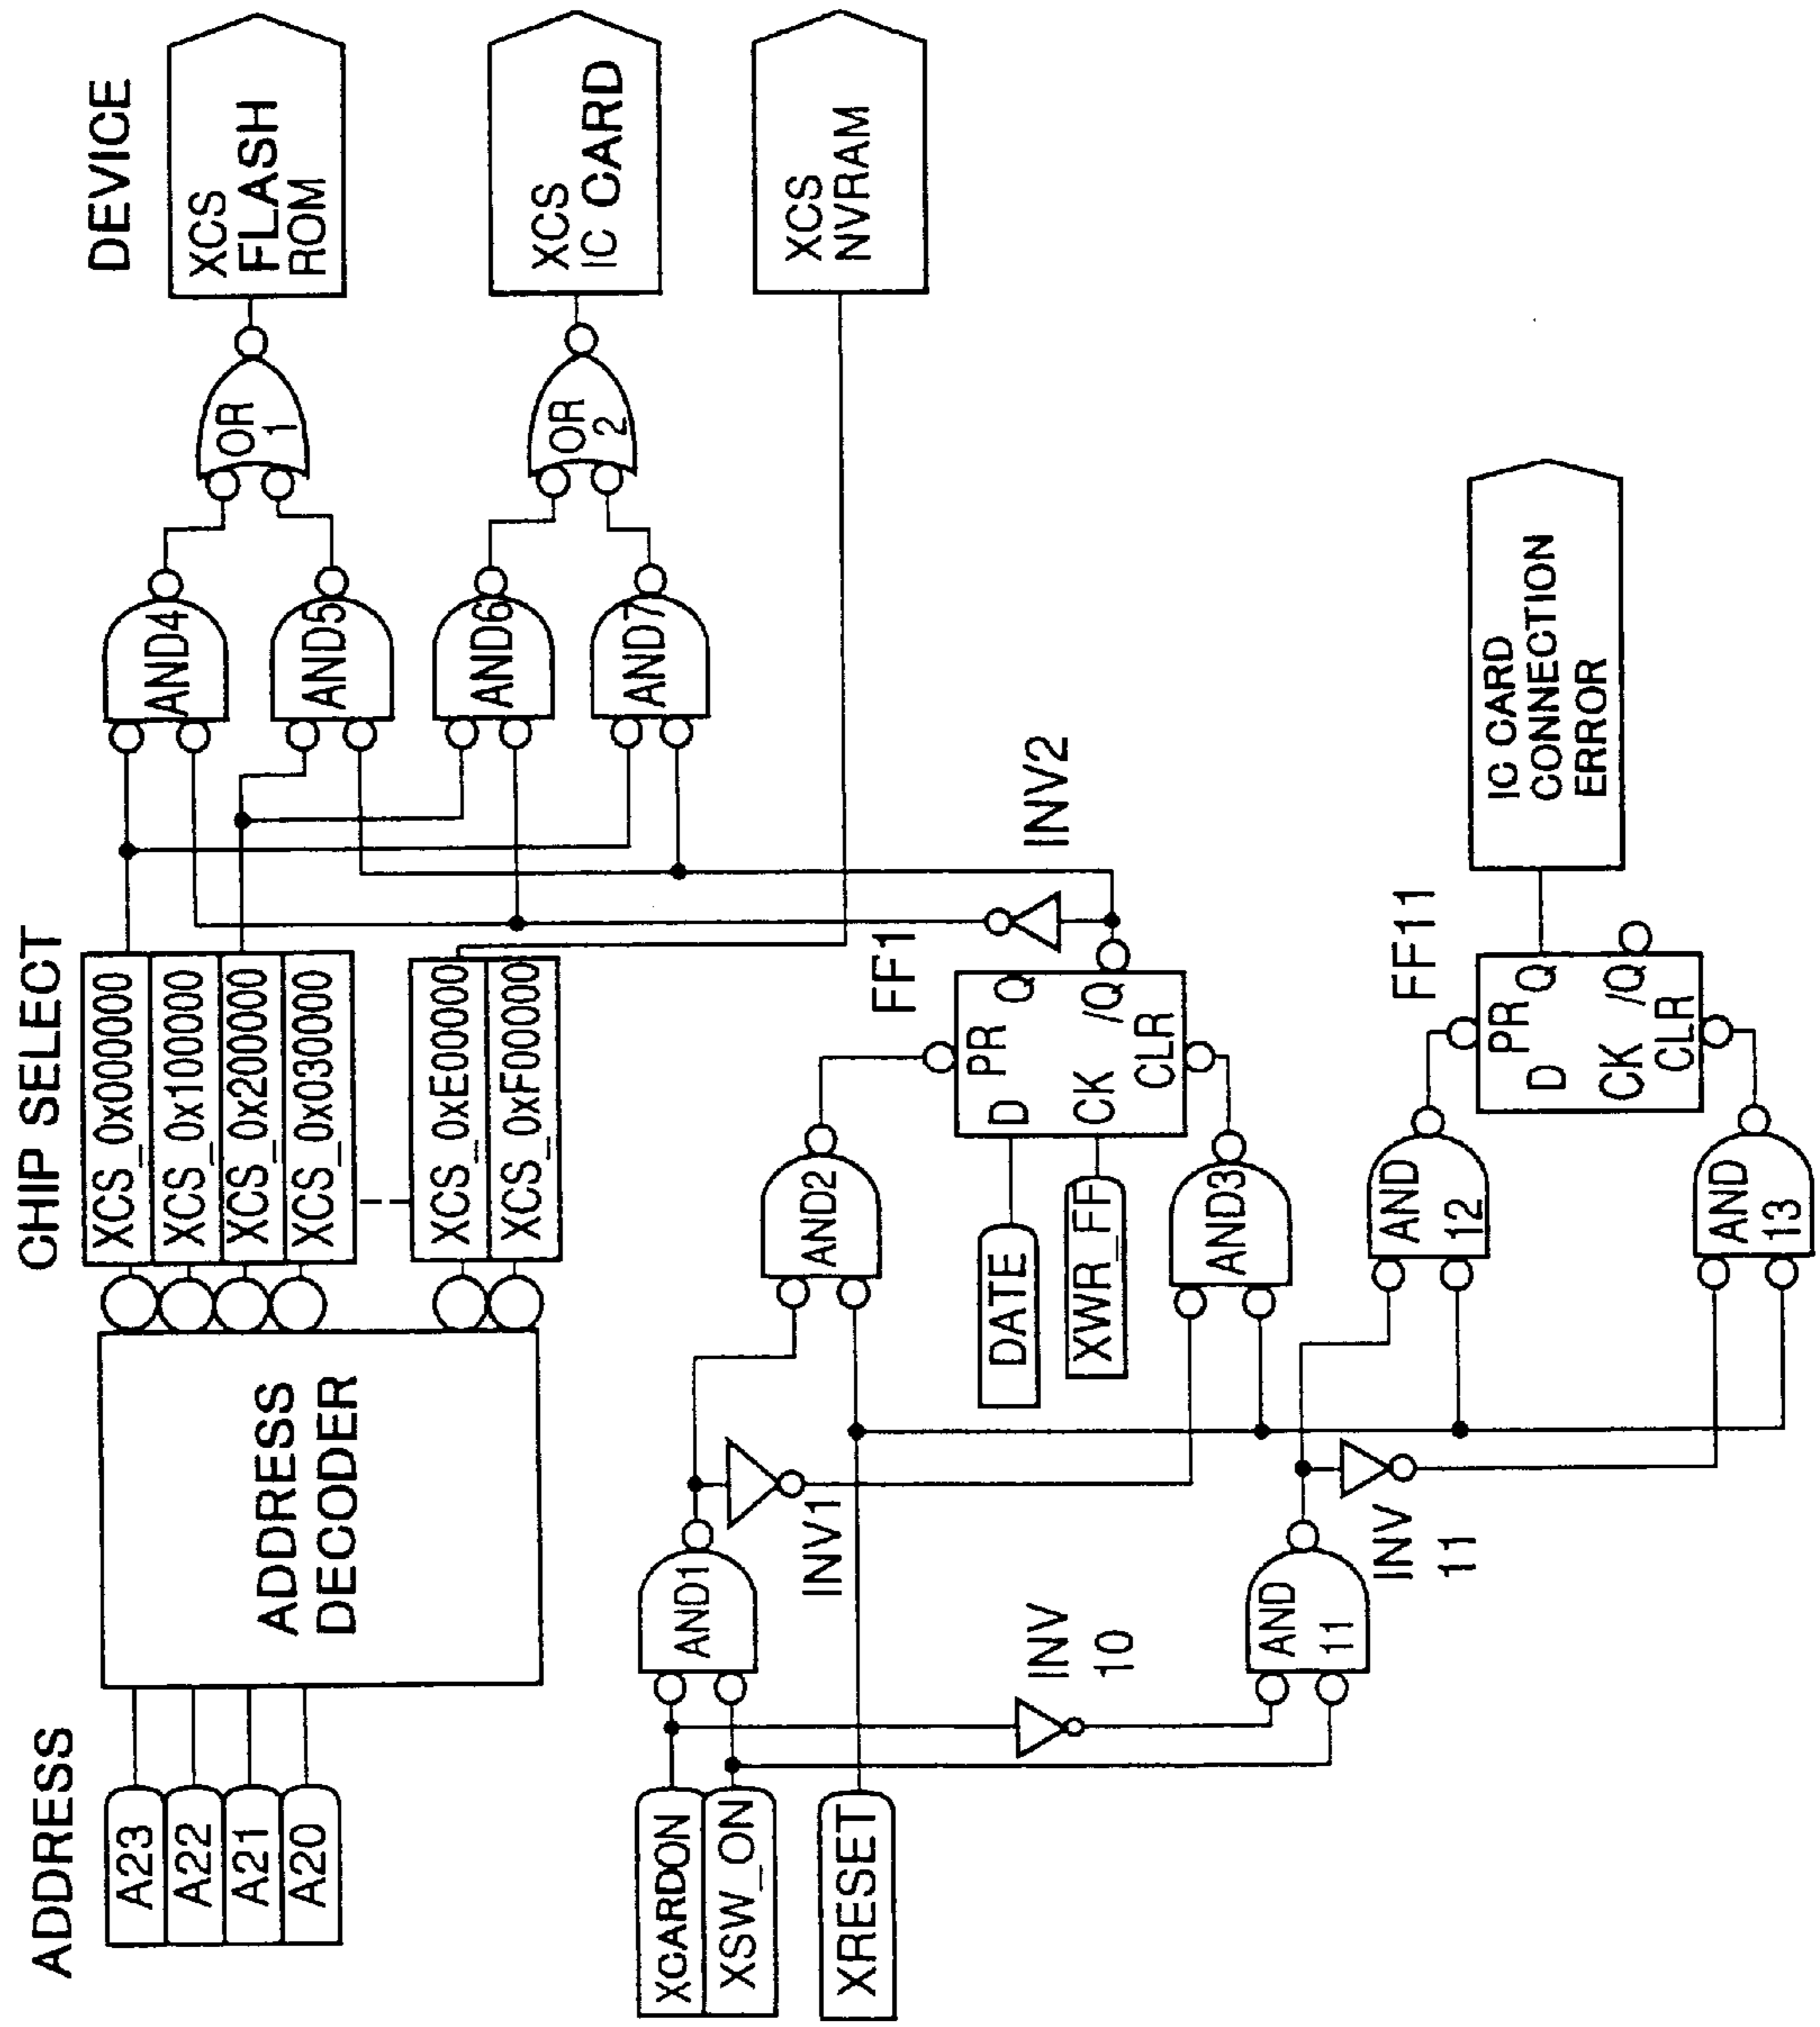 ADDRESS
CHIP SELECT
DEVICE
A23
A22
A21
A20
ADDRESS
DECODER
XCS_0x000000
XCS_0x100000
XCS_0x200000
XCS_0x030000
XCS_0xE00000
XCS_0xF00000
AND4
AND5
AND6
AND7
OR
1
OR
2
XCS
FLASH
ROM
XCS
IC CARD
XCS
NVRAM
XCARDON
XSW_ON
XRESET
AND1
INV1
AND2
DATE
XWR_FF
AND3
FF1
PR
D
Q
CK
/Q
CLR
INV2
INV
10
AND
11
INV
11
AND
12
AND
13
FF11
PR
D
Q
CK
/Q
CLR
IC CARD
CONNECTION
ERROR